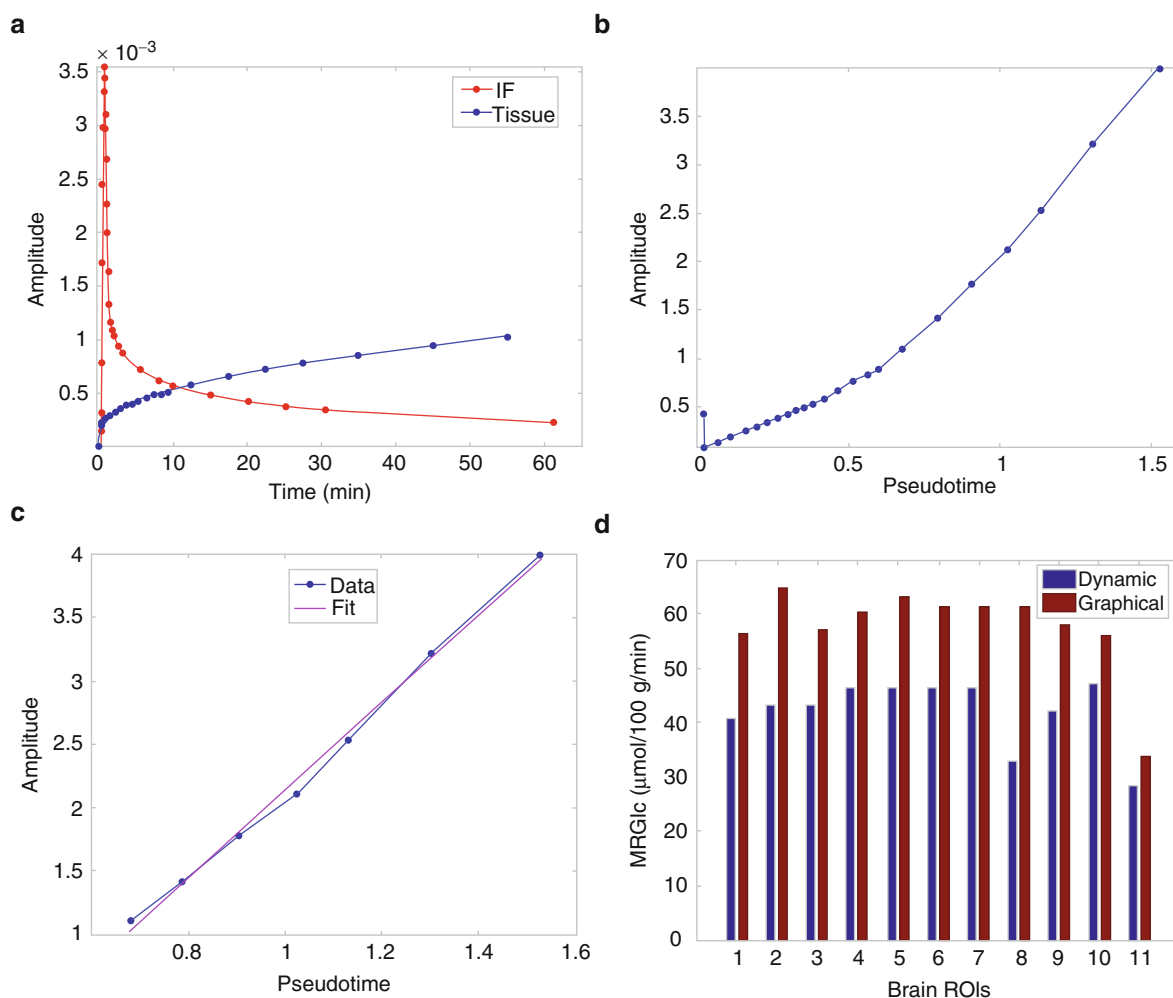 a
× 10⁻³
3.5
3
2.5
2
1.5
1
0.5
0
10
20
30
40
50
60
Amplitude
Time (min)
IF
Tissue
b
3.5
3
2.5
2
1.5
1
0.5
0
0.5
1
1.5
Amplitude
Pseudotime
c
4
3
2.5
2
1.5
1
0.8
1
1.2
1.4
1.6
Amplitude
Pseudotime
Data
Fit
d
70
60
50
40
30
20
10
0
1 2 3 4 5 6 7 8 9 10 11
MRGlc (µmol/100 g/min)
Brain ROIs
Dynamic
Graphical